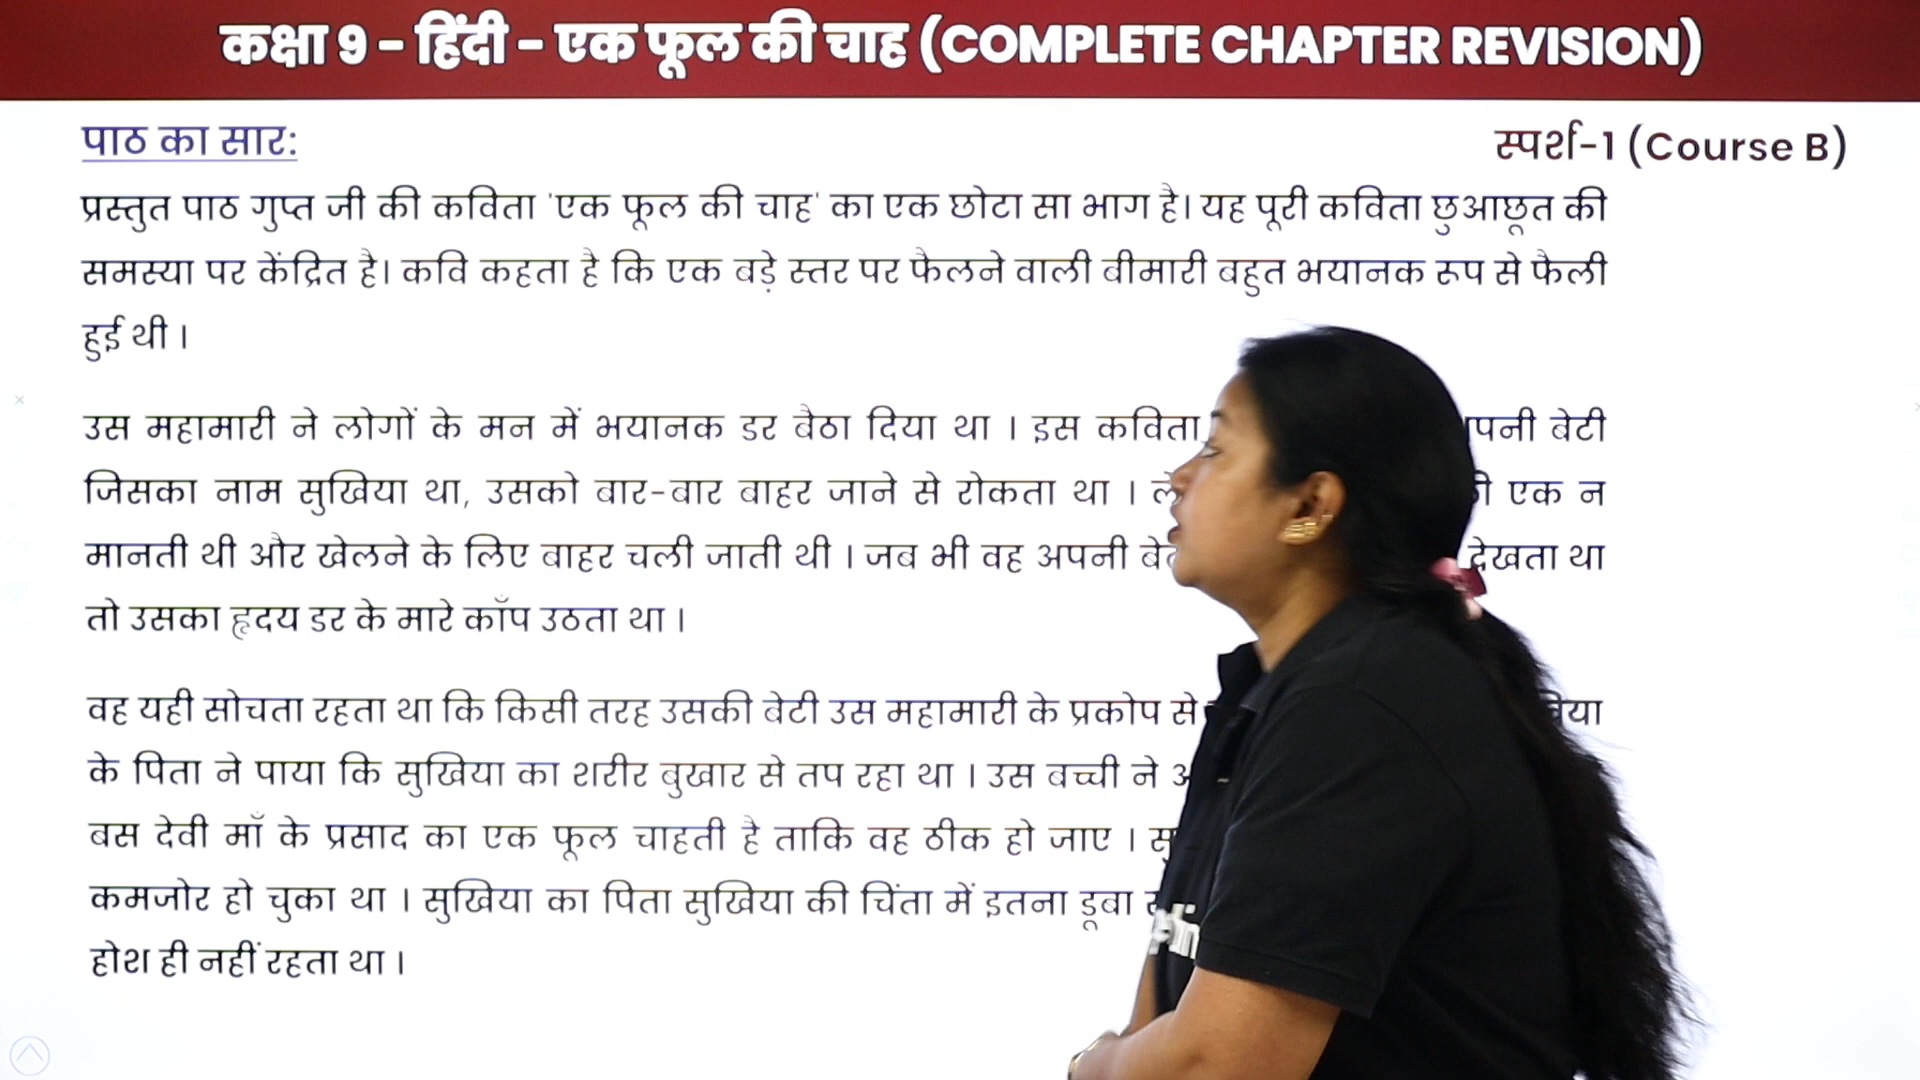 कक्षा 9 - हिंदी - एक फूल की चाह (COMPLETE CHAPTER REVISION)
पाठ का सार:
स्पर्श-1 (Course B)
प्रस्तुत पाठ गुप्त जी की कविता 'एक फूल की चाह' का एक छोटा सा भाग है। यह पूरी कविता छुआछूत की
समस्या पर केंद्रित है। कवि कहता है कि एक बड़े स्तर पर फैलने वाली बीमारी बहुत भयानक रूप से फैली
हुई थी ।
उस महामारी ने लोगों के मन में भयानक डर बैठा दिया था । इस कविता बेटी
जिसका नाम सुखिया था, उसको बार-बार बाहर जाने से रोकता था । एक न
मानती थी और खेलने के लिए बाहर चली जाती थी । जब भी वह अपनी देखता था
तो उसका हृदय डर के मारे काँप उठता था ।
वह यही सोचता रहता था कि किसी तरह उसकी बेटी उस महामारी के प्रकोप से
के पिता ने पाया कि सुखिया का शरीर बुखार से तप रहा था । उस बच्ची ने
बस देवी माँ के प्रसाद का एक फूल चाहती है ताकि वह ठीक हो जाए ।
कमजोर हो चुका था । सुखिया का पिता सुखिया की चिंता में इतना डूबा
होश ही नहीं रहता था ।